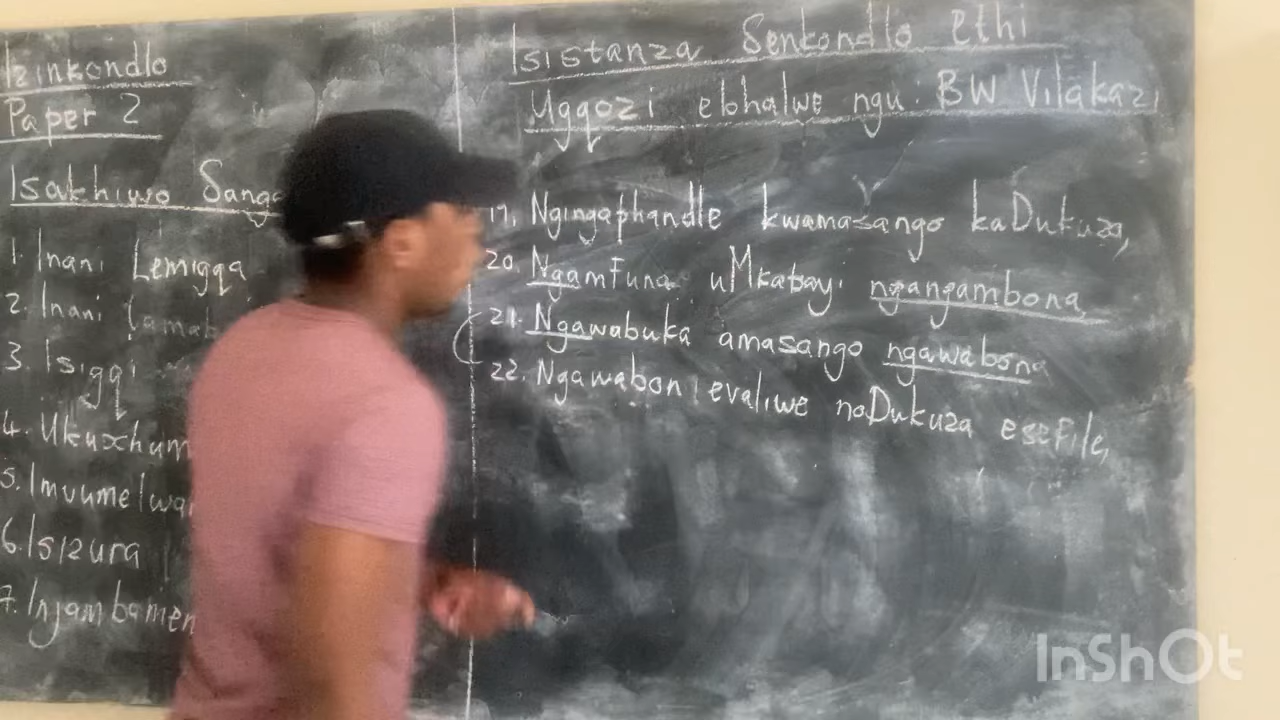 Izinkondlo
Paper 2
Isakhiwo Sanga
1. Inani Lemigqa
2. Inani Lamab
3. Isigqi
4. Ukuxhum
5. Imvumelwa
6. Isizura
7. Injambamen
Isistanza Senkondlo ethi
Ugqozi ebhalwe ngu: BW Vilakazi
19. Ngingaphandle kwamasango kaDukuza,
20. Ngamfuna uMkabayi ngangambona,
21. Ngawabuka amasango ngawabona
22. Ngawabon' evaliwe noDukuza esefile,
InShOt